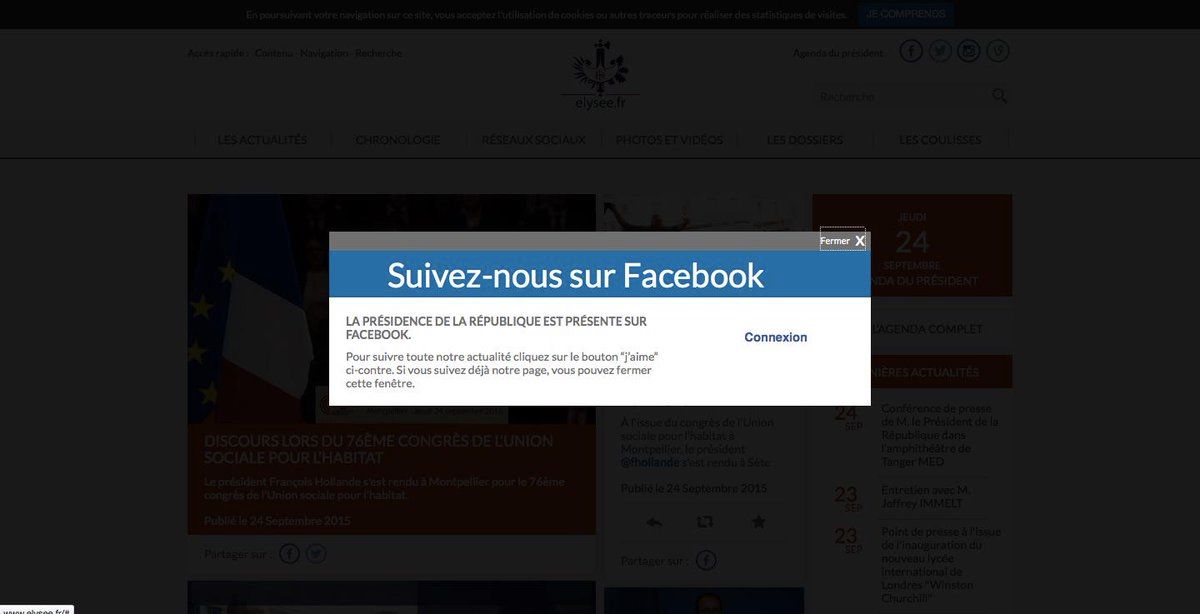 En poursuivant votre navigation sur ce site, vous acceptez l'utilisation de cookies ou autres traceurs pour réaliser des statistiques de visites.
JE COMPRENDS
Accès rapide : Contenu - Navigation - Recherche
Agenda du président
elysee.fr
Recherche
LES ACTUALITÉS
CHRONOLOGIE
RÉSEAUX SOCIAUX
PHOTOS ET VIDÉOS
LES DOSSIERS
LES COULISSES
JEUDI
24
SEPTEMBRE
NDA DU PRÉSIDENT
Fermer X
Suivez-nous sur Facebook
LA PRÉSIDENCE DE LA RÉPUBLIQUE EST PRÉSENTE SUR
FACEBOOK.
Pour suivre toute notre actualité cliquez sur le bouton "j'aime"
ci-contre. Si vous suivez déjà notre page, vous pouvez fermer
cette fenêtre.
Connexion
L'AGENDA COMPLET
NIÈRES ACTUALITÉS
Montpellier - Jeudi 24 septembre 2015
DISCOURS LORS DU 76ÈME CONGRÈS DE L'UNION
SOCIALE POUR L'HABITAT
Le président François Hollande s'est rendu à Montpellier pour le 76ème
congrès de l'Union sociale pour l'habitat.
Publié le 24 Septembre 2015
Partager sur :
À l'issue du congrès de l'Union
sociale pour l'habitat à
Montpellier, le président
@fhollande s'est rendu à Sète
Publié le 24 Septembre 2015
Partager sur :
24
SEP
Conférence de presse
de M. le Président de la
République dans
l'amphithéâtre de
Tanger MED
23
SEP
Entretien avec M.
Jeffrey IMMELT
23
SEP
Point de presse à l'issue
de l'inauguration du
nouveau lycée
international de
Londres "Winston
Churchill"
www.elysee.fr/#